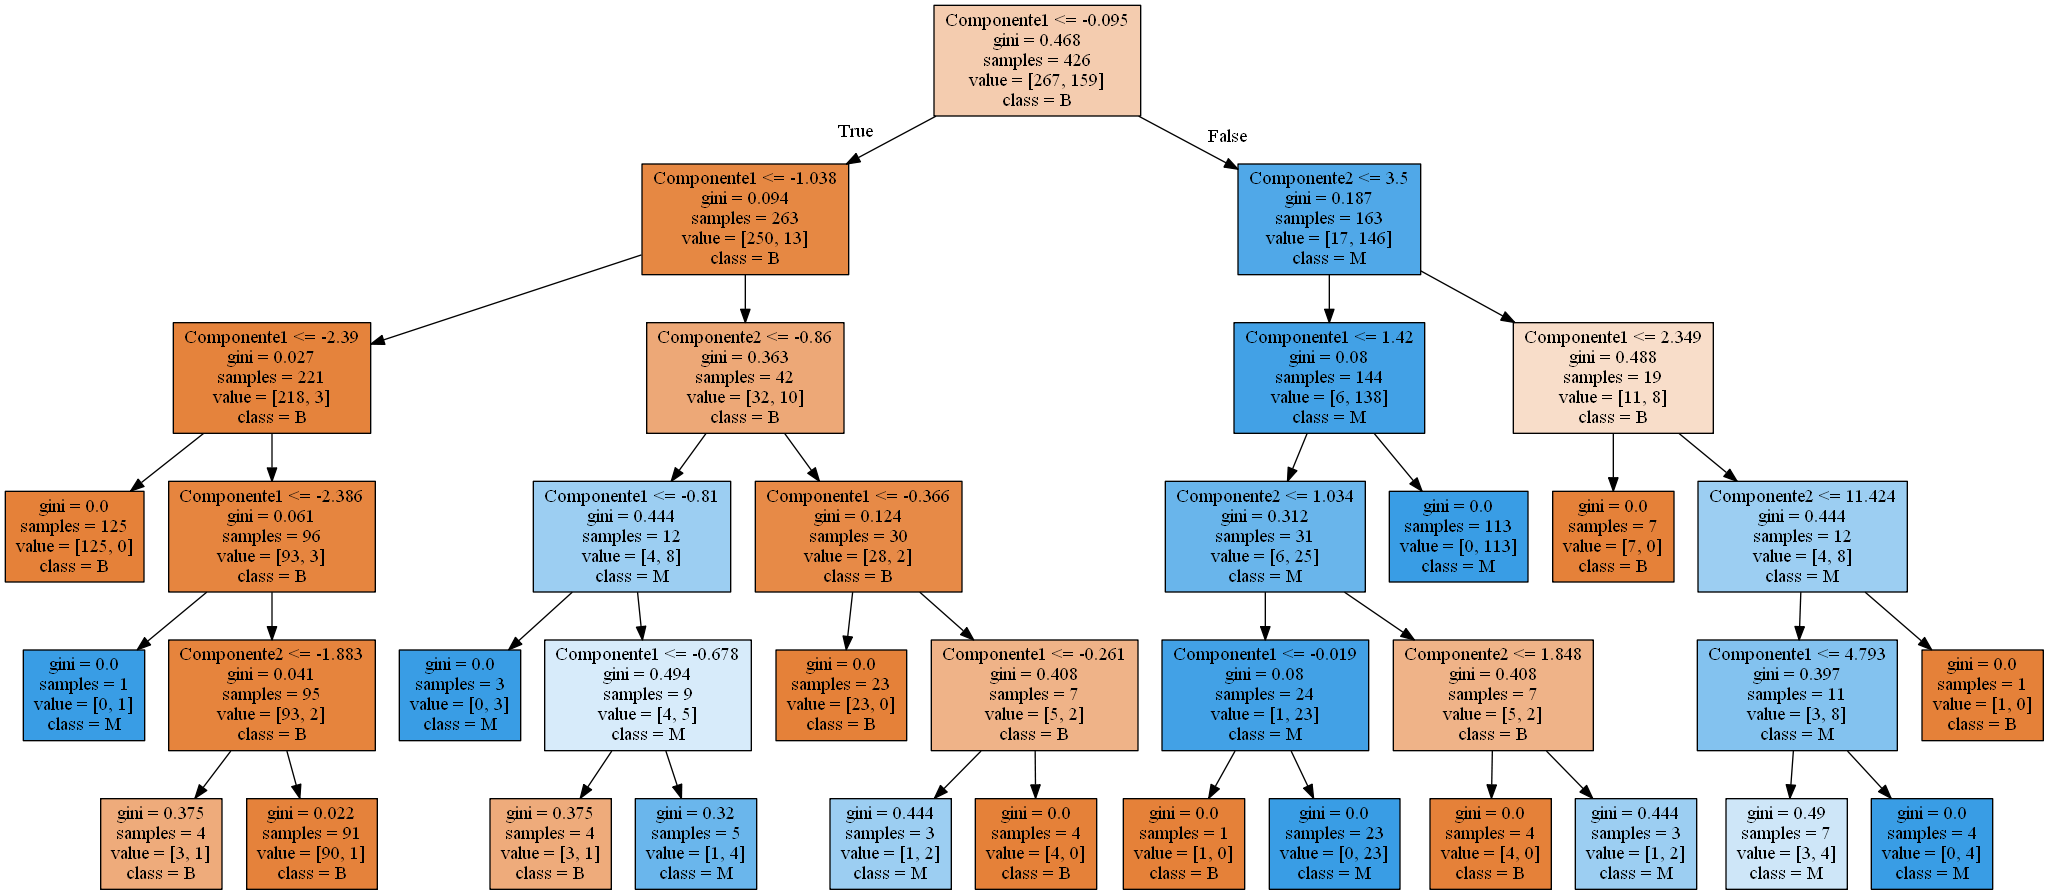 Componente1 <= -0.095
gini = 0.468
samples = 426
value = [267, 159]
class = B
True
False
Componente1 <= -1.038
gini = 0.094
samples = 263
value = [250, 13]
class = B
Componente2 <= 3.5
gini = 0.187
samples = 163
value = [17, 146]
class = M
Componente1 <= -2.39
gini = 0.027
samples = 221
value = [218, 3]
class = B
Componente2 <= -0.86
gini = 0.363
samples = 42
value = [32, 10]
class = B
Componente1 <= 1.42
gini = 0.08
samples = 144
value = [6, 138]
class = M
Componente1 <= 2.349
gini = 0.488
samples = 19
value = [11, 8]
class = B
gini = 0.0
samples = 125
value = [125, 0]
class = B
Componente1 <= -2.386
gini = 0.061
samples = 96
value = [93, 3]
class = B
Componente1 <= -0.81
gini = 0.444
samples = 12
value = [4, 8]
class = M
Componente1 <= -0.366
gini = 0.124
samples = 30
value = [28, 2]
class = B
Componente2 <= 1.034
gini = 0.312
samples = 31
value = [6, 25]
class = M
gini = 0.0
samples = 113
value = [0, 113]
class = M
gini = 0.0
samples = 7
value = [7, 0]
class = B
Componente2 <= 11.424
gini = 0.444
samples = 12
value = [4, 8]
class = M
gini = 0.0
samples = 1
value = [0, 1]
class = M
Componente2 <= -1.883
gini = 0.041
samples = 95
value = [93, 2]
class = B
gini = 0.0
samples = 3
value = [0, 3]
class = M
Componente1 <= -0.678
gini = 0.494
samples = 9
value = [4, 5]
class = M
gini = 0.0
samples = 23
value = [23, 0]
class = B
Componente1 <= -0.261
gini = 0.408
samples = 7
value = [5, 2]
class = B
Componente1 <= -0.019
gini = 0.08
samples = 24
value = [1, 23]
class = M
Componente2 <= 1.848
gini = 0.408
samples = 7
value = [5, 2]
class = B
Componente1 <= 4.793
gini = 0.397
samples = 11
value = [3, 8]
class = M
gini = 0.0
samples = 1
value = [1, 0]
class = B
gini = 0.375
samples = 4
value = [3, 1]
class = B
gini = 0.022
samples = 91
value = [90, 1]
class = B
gini = 0.375
samples = 4
value = [3, 1]
class = B
gini = 0.32
samples = 5
value = [1, 4]
class = M
gini = 0.444
samples = 3
value = [1, 2]
class = M
gini = 0.0
samples = 4
value = [4, 0]
class = B
gini = 0.0
samples = 1
value = [1, 0]
class = B
gini = 0.0
samples = 23
value = [0, 23]
class = M
gini = 0.0
samples = 4
value = [4, 0]
class = B
gini = 0.444
samples = 3
value = [1, 2]
class = M
gini = 0.49
samples = 7
value = [3, 4]
class = M
gini = 0.0
samples = 4
value = [0, 4]
class = M